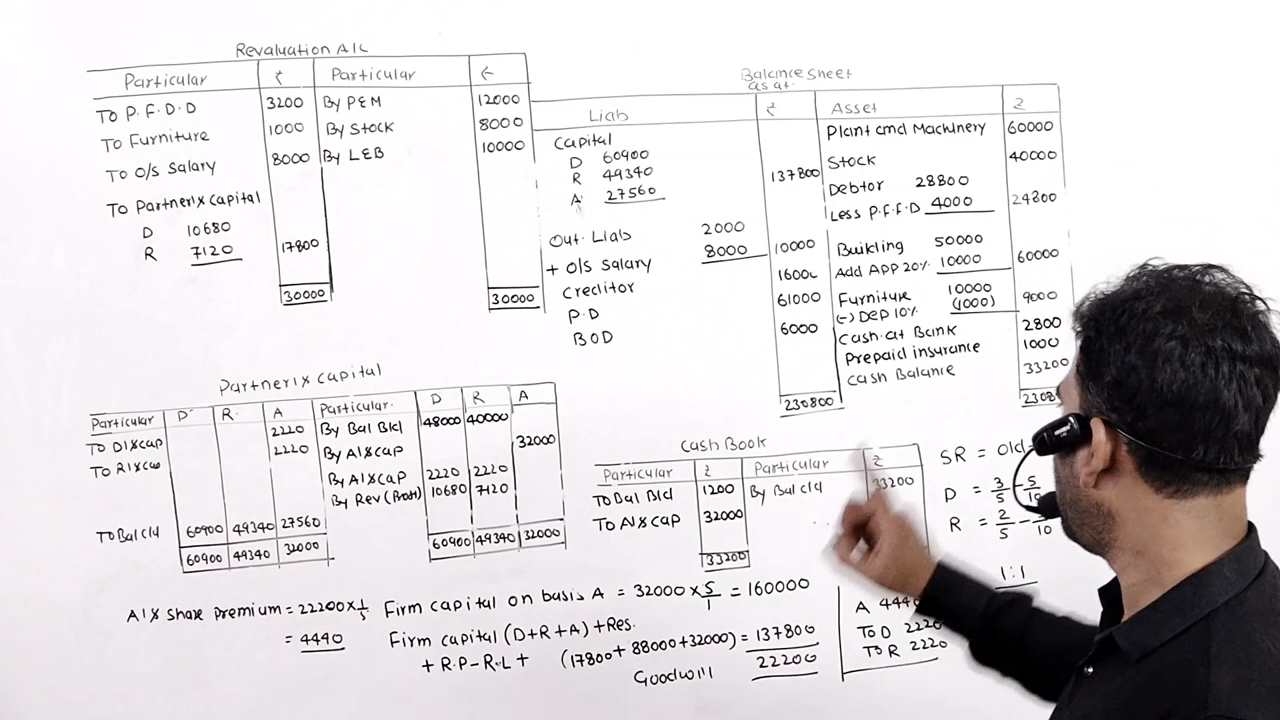 Revaluation A/C
Particular ₹ Particular ₹
To P.F.D.D 3200 By P&M 12000
To Furniture 1000 By Stock 8000
To O/s Salary 8000 By L&B 10000
To Partner's Capital
D 10680
R 7120 17800
30000 30000
Balance Sheet
as at.
Liab ₹ Asset ₹
Capital Plant and Machinery 60000
D 60900 Stock 40000
R 49340 137800 Debtor 28800
A 27560 Less P.F.F.D 4000 24800
Out. Liab 2000 Building 50000
+ O/s Salary 8000 10000 Add APP 20% 10000 60000
Creditor 16000 Furniture 10000
P.D 61000 (-) Dep 10% (1000) 9000
BOD 6000 Cash at Bank 2800
Prepaid insurance 1000
Cash Balance 33200
230800 2308
Partner's Capital
Particular D R A Particular. D R A
To D's Cap 2220 By Bal B/d 48000 40000
To R's Cap 2220 By A's Cap 32000
By A's Cap 2220 2220
By Rev (Profit) 10680 7120
To Bal c/d 60900 49340 27560
60900 49340 32000 60900 49340 32000
Cash Book
Particular ₹ Particular ₹
To Bal B/d 1200 By Bal c/d 33200
To A's Cap 32000
33200
SR = Old
D = 3/5 - 5/10
R = 2/5 - /10
1:1
A's Share premium = 22200 x 1/5
= 4440
Firm capital on basis A = 32000 x 5/1 = 160000
Firm capital (D+R+A) + Res.
+ R.P - R.L + (17800 + 88000 + 32000) = 137800
Goodwill 22200
A 4440
To D 2220
To R 2220